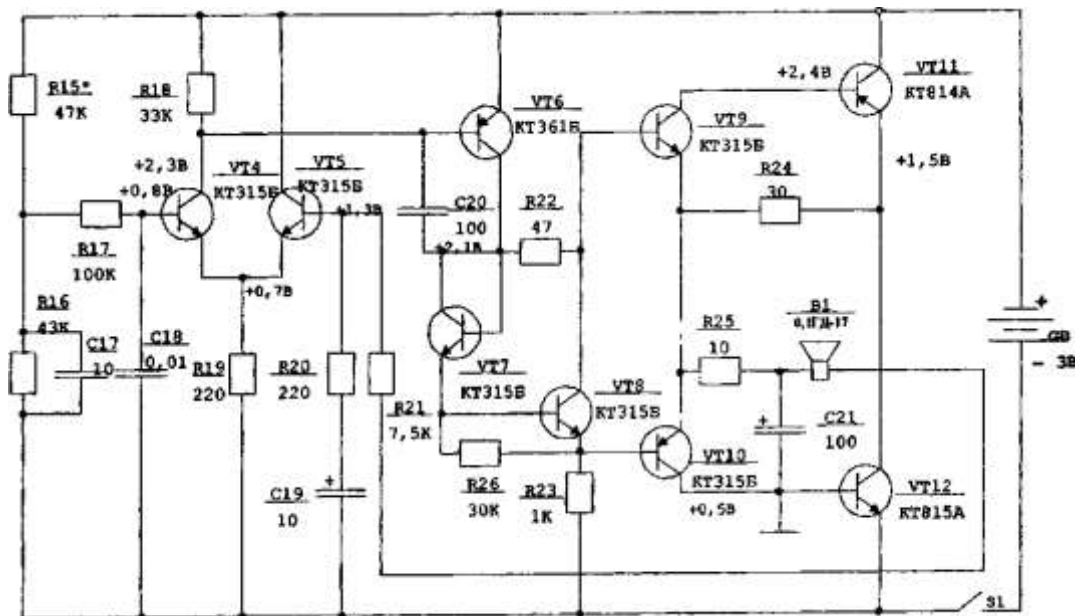 R15*
47K
R18
33K
+2,3В
+0,8В
VT4
КТ315Б
VT5
КТ315Б
+1,3В
R17
100K
+0,7В
R16
43K
C17
10
C18
0,01
R19
220
R20
220
R21
7,5K
C19
10
VT6
КТ361Б
C20
100
+2,1В
R22
47
VT7
КТ315Б
VT8
КТ315Б
R26
30K
R23
1K
VT9
КТ315Б
+2,4В
VT11
КТ814А
+1,5В
R24
30
R25
10
B1
C21
100
VT10
КТ315Б
+0,5В
VT12
КТ815А
+
GB
- 3В
S1